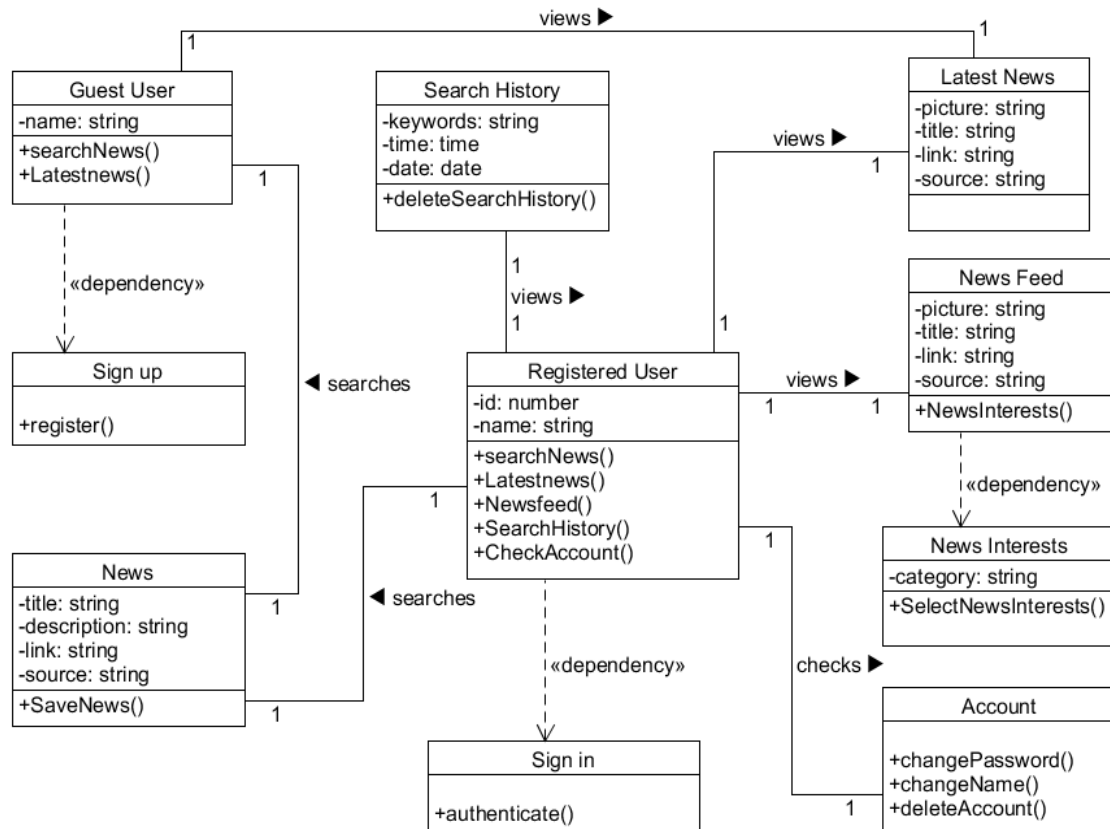 views ▶
1
1
Guest User
-name: string
+searchNews()
+Latestnews()
1
Search History
-keywords: string
-time: time
-date: date
+deleteSearchHistory()
Latest News
-picture: string
-title: string
-link: string
-source: string
views ▶
1
1
«dependency»
1
views ▶
1
News Feed
-picture: string
-title: string
-link: string
-source: string
+NewsInterests()
Sign up
+register()
◀ searches
Registered User
-id: number
-name: string
+searchNews()
+Latestnews()
+Newsfeed()
+SearchHistory()
+CheckAccount()
views ▶
1
1
«dependency»
1
1
News Interests
-category: string
+SelectNewsInterests()
News
-title: string
-description: string
-link: string
-source: string
+SaveNews()
1
◀ searches
1
«dependency»
checks ▶
Sign in
+authenticate()
Account
+changePassword()
+changeName()
+deleteAccount()
1